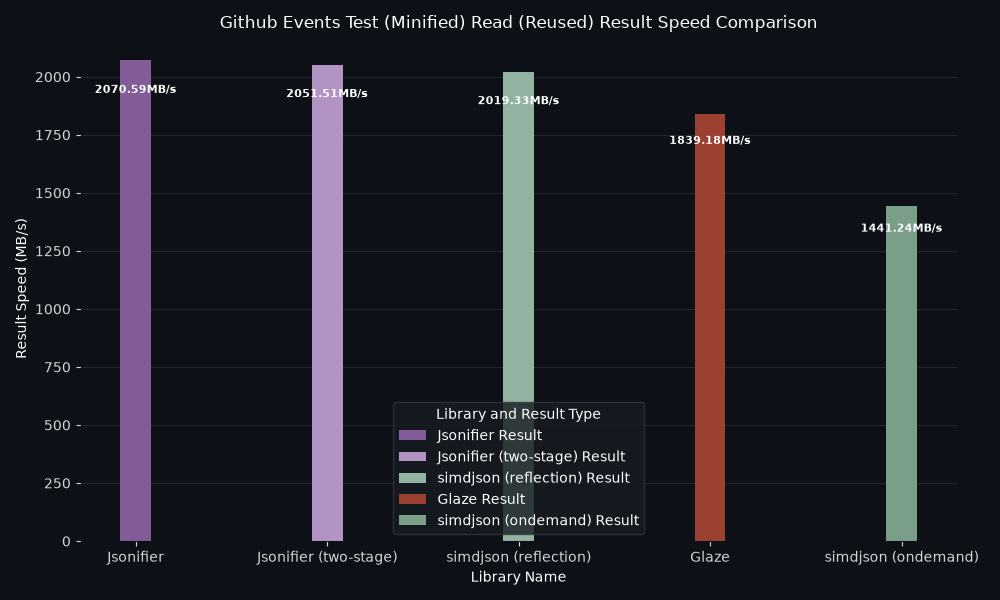 Github Events Test (Minified) Read (Reused) Result Speed Comparison
Result Speed (MB/s)
2000
1750
1500
1250
1000
750
500
250
0
2070.59MB/s
2051.51MB/s
2019.33MB/s
1839.18MB/s
1441.24MB/s
Library and Result Type
Jsonifier Result
Jsonifier (two-stage) Result
simdjson (reflection) Result
Glaze Result
simdjson (ondemand) Result
Jsonifier
Jsonifier (two-stage)
simdjson (reflection)
Glaze
simdjson (ondemand)
Library Name